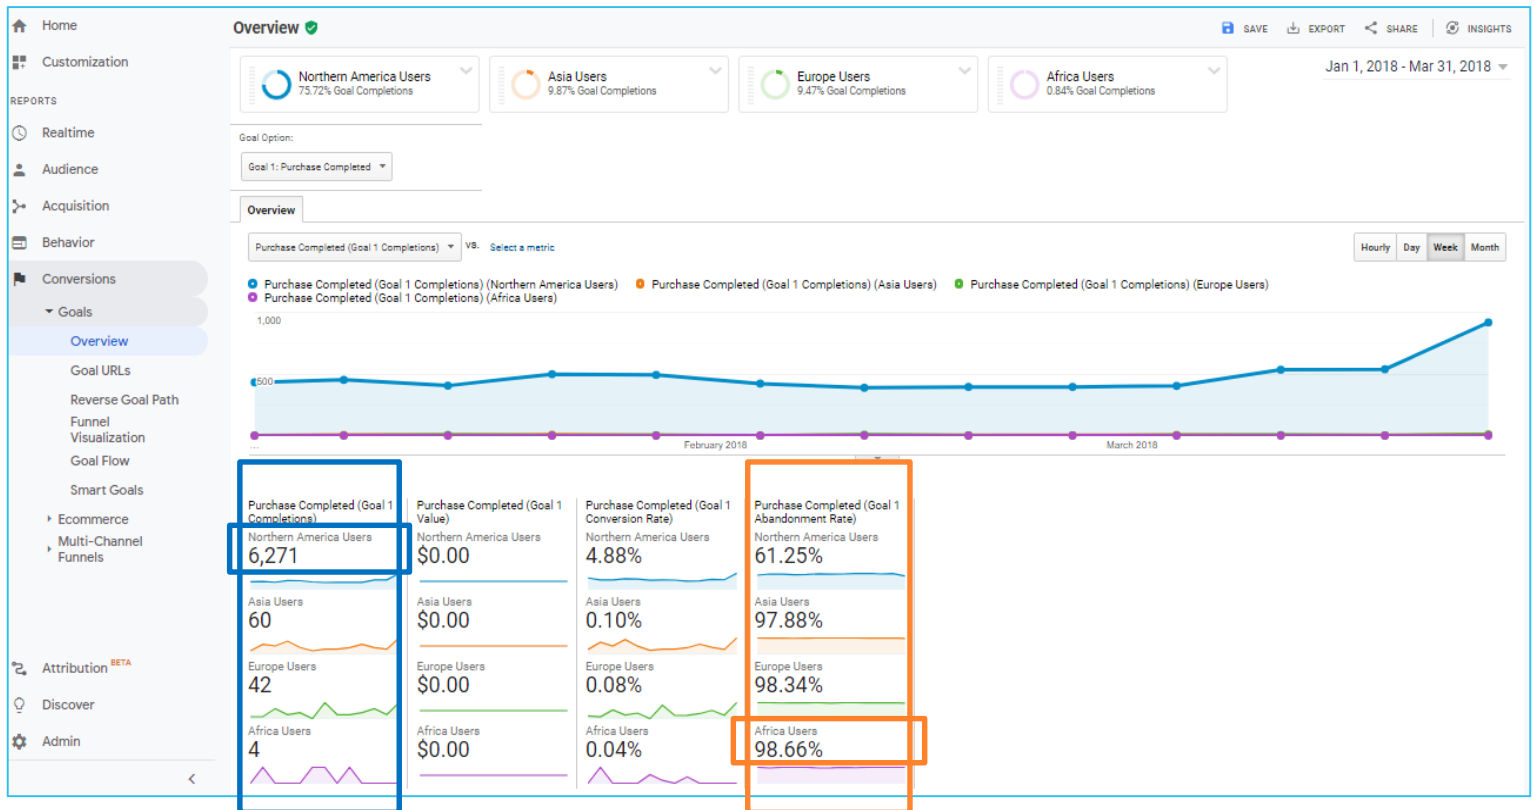 Home
Overview
SAVE
EXPORT
SHARE
INSIGHTS
Customization
Northern America Users
75.72% Goal Completions
Asia Users
9.87% Goal Completions
Europe Users
9.47% Goal Completions
Africa Users
0.84% Goal Completions
Jan 1, 2018 - Mar 31, 2018
REPORTS
Realtime
Audience
Acquisition
Behavior
Conversions
Goals
Overview
Goal URLs
Reverse Goal Path
Funnel
Visualization
Goal Flow
Smart Goals
Ecommerce
Multi-Channel
Funnels
Attribution BETA
Discover
Admin
Goal Option:
Goal 1: Purchase Completed
Overview
Purchase Completed (Goal 1 Completions)
VS.
Select a metric
Hourly
Day
Week
Month
Purchase Completed (Goal 1 Completions) (Northern America Users)
Purchase Completed (Goal 1 Completions) (Asia Users)
Purchase Completed (Goal 1 Completions) (Europe Users)
Purchase Completed (Goal 1 Completions) (Africa Users)
1,000
500
...
February 2018
March 2018
Purchase Completed (Goal 1
Completions)
Northern America Users
6,271
Asia Users
60
Europe Users
42
Africa Users
4
Purchase Completed (Goal 1
Value)
Northern America Users
$0.00
Asia Users
$0.00
Europe Users
$0.00
Africa Users
$0.00
Purchase Completed (Goal 1
Conversion Rate)
Northern America Users
4.88%
Asia Users
0.10%
Europe Users
0.08%
Africa Users
0.04%
Purchase Completed (Goal 1
Abandonment Rate)
Northern America Users
61.25%
Asia Users
97.88%
Europe Users
98.34%
Africa Users
98.66%